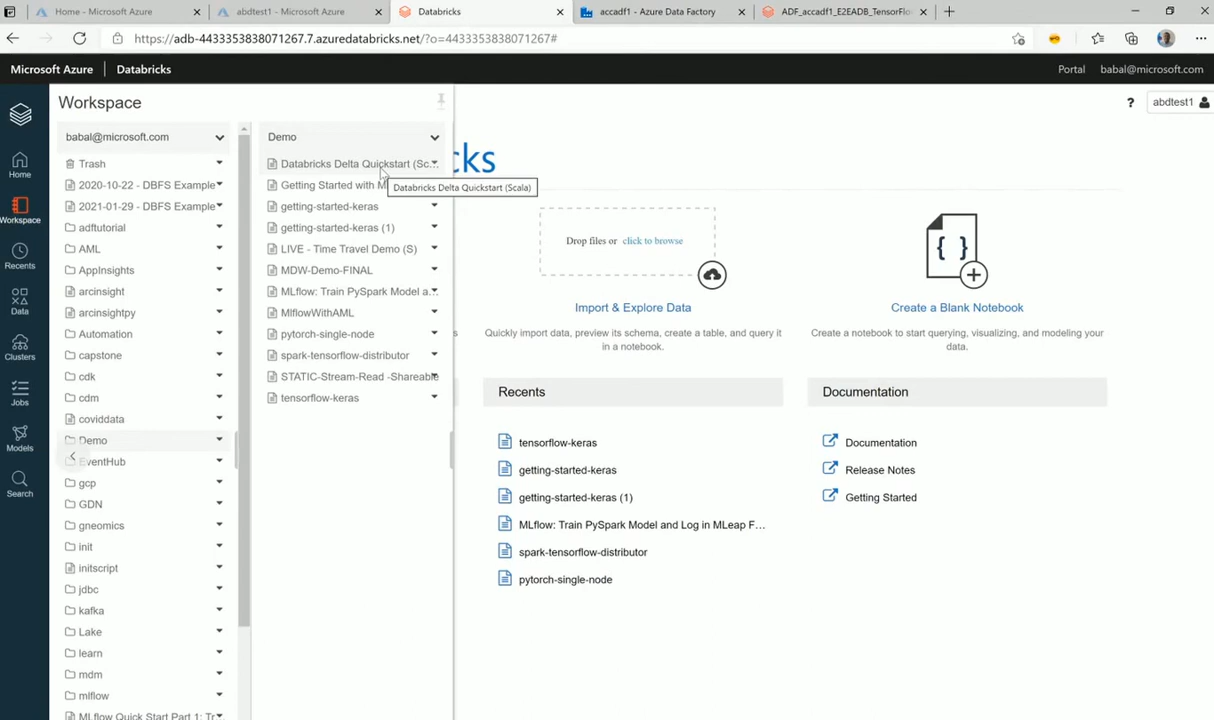 Home - Microsoft Azure
abdtest1 - Microsoft Azure
Databricks
accadf1 - Azure Data Factory
ADF_accadf1_E2EADB_TensorFlo
https://adb-4433353838071267.7.azuredatabricks.net/?o=4433353838071267#
Microsoft Azure
Databricks
Portal
babal@microsoft.com
Home
Workspace
Recents
Data
Clusters
Jobs
Models
Search
Workspace
babal@microsoft.com
Trash
2020-10-22 - DBFS Example
2021-01-29 - DBFS Example
adftutorial
AML
AppInsights
arcinsight
arcinsightpy
Automation
capstone
cdk
cdm
coviddata
Demo
EventHub
gcp
GDN
gneomics
init
initscript
jdbc
kafka
Lake
learn
mdm
mlflow
MLflow Quick Start Part 1: Tr...
Demo
Databricks Delta Quickstart (Sc...
Getting Started with M
Databricks Delta Quickstart (Scala)
getting-started-keras
getting-started-keras (1)
LIVE - Time Travel Demo (S)
MDW-Demo-FINAL
MLflow: Train PySpark Model a...
MlflowWithAML
pytorch-single-node
spark-tensorflow-distributor
STATIC-Stream-Read -Shareable
tensorflow-keras
?
abdtest1
cks
Drop files or click to browse
Import & Explore Data
Quickly import data, preview its schema, create a table, and query it
in a notebook.
{ }
Create a Blank Notebook
Create a notebook to start querying, visualizing, and modeling your
data.
s
Recents
tensorflow-keras
getting-started-keras
getting-started-keras (1)
MLflow: Train PySpark Model and Log in MLeap F...
spark-tensorflow-distributor
pytorch-single-node
Documentation
Documentation
Release Notes
Getting Started